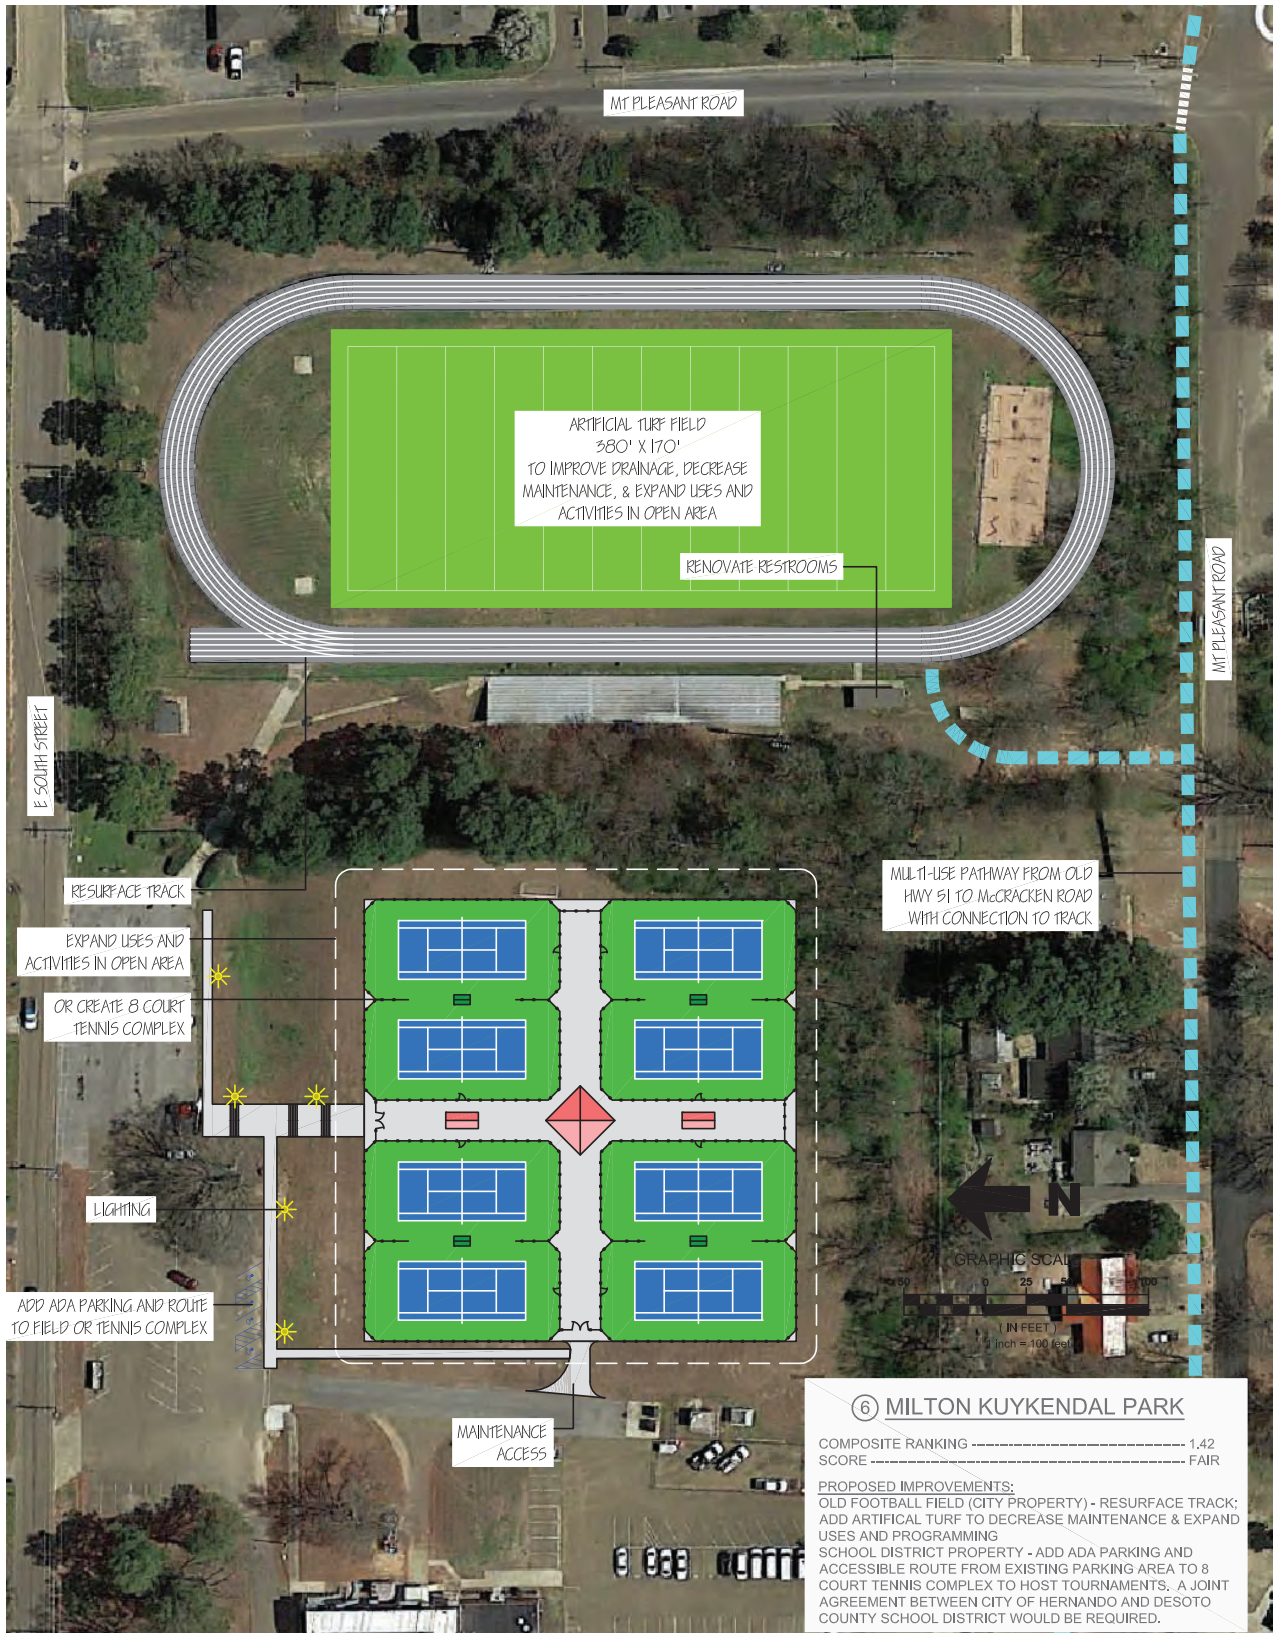 MT PLEASANT ROAD
ARTIFICIAL TURF FIELD
380' X 170'
TO IMPROVE DRAINAGE, DECREASE
MAINTENANCE, & EXPAND USES AND
ACTIVITIES IN OPEN AREA
RENOVATE RESTROOMS
MT PLEASANT ROAD
E SOUTH STREET
RESURFACE TRACK
MULTI-USE PATHWAY FROM OLD
HWY 51 TO McCRACKEN ROAD
WITH CONNECTION TO TRACK
EXPAND USES AND
ACTIVITIES IN OPEN AREA
OR CREATE 8 COURT
TENNIS COMPLEX
LIGHTING
N
GRAPHIC SCALE
50 0 25 50 100
( IN FEET )
1 inch = 100 feet
ADD ADA PARKING AND ROUTE
TO FIELD OR TENNIS COMPLEX
MAINTENANCE
ACCESS
6 MILTON KUYKENDAL PARK
COMPOSITE RANKING ------------------------------ 1.42
SCORE -------------------------------------------- FAIR
PROPOSED IMPROVEMENTS:
OLD FOOTBALL FIELD (CITY PROPERTY) - RESURFACE TRACK;
ADD ARTIFICAL TURF TO DECREASE MAINTENANCE & EXPAND
USES AND PROGRAMMING
SCHOOL DISTRICT PROPERTY - ADD ADA PARKING AND
ACCESSIBLE ROUTE FROM EXISTING PARKING AREA TO 8
COURT TENNIS COMPLEX TO HOST TOURNAMENTS. A JOINT
AGREEMENT BETWEEN CITY OF HERNANDO AND DESOTO
COUNTY SCHOOL DISTRICT WOULD BE REQUIRED.